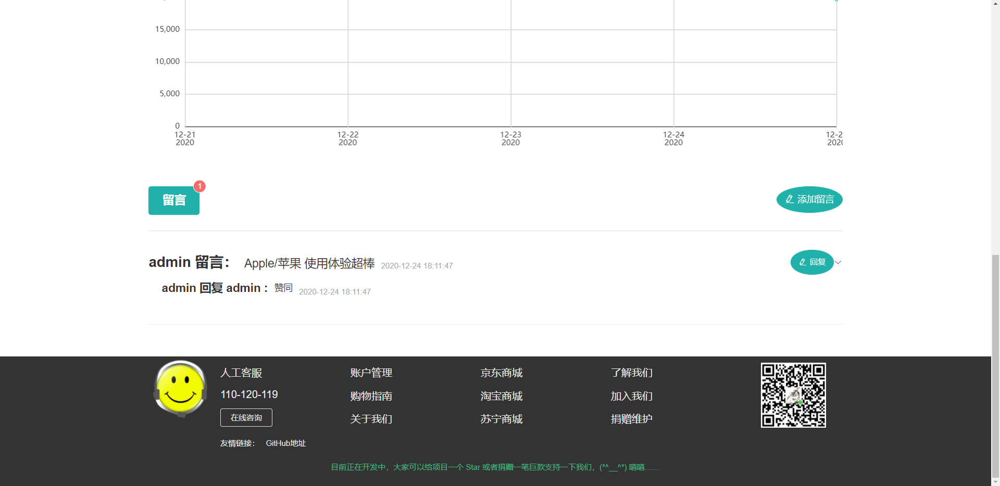 15,000
10,000
5,000
0
12-21 12-22 12-23 12-24 12-2
2020 2020 2020 2020 202
留言 1
添加留言
admin 留言： Apple/苹果 使用体验超棒 2020-12-24 18:11:47
回复
admin 回复 admin : 赞同 2020-12-24 18:11:47
人工客服 账户管理 京东商城 了解我们
110-120-119 购物指南 淘宝商城 加入我们
在线咨询 关于我们 苏宁商城 捐赠维护
友情链接： GitHub地址
目前正在开发中，大家可以给项目一个 Star 或者捐赠一笔巨款支持一下我们，(*^__^*) 嘻嘻……